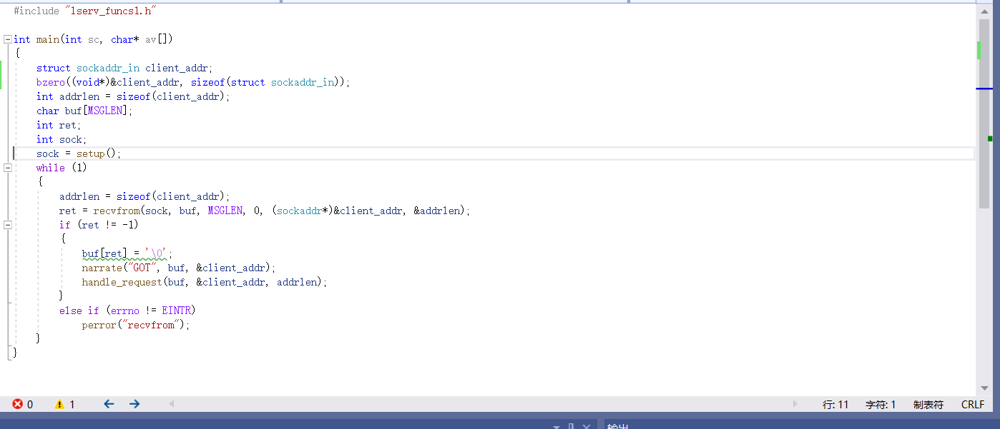 #include "lserv_funcs1.h"
int main(int sc, char* av[])
{
struct sockaddr_in client_addr;
bzero((void*)&client_addr, sizeof(struct sockaddr_in));
int addrlen = sizeof(client_addr);
char buf[MSGLEN];
int ret;
int sock;
sock = setup();
while (1)
{
addrlen = sizeof(client_addr);
ret = recvfrom(sock, buf, MSGLEN, 0, (sockaddr*)&client_addr, &addrlen);
if (ret != -1)
{
buf[ret] = '\0';
narrate("GOT", buf, &client_addr);
handle_request(buf, &client_addr, addrlen);
}
else if (errno != EINTR)
perror("recvfrom");
}
}
0 1 行: 11 字符: 1 制表符 CRLF